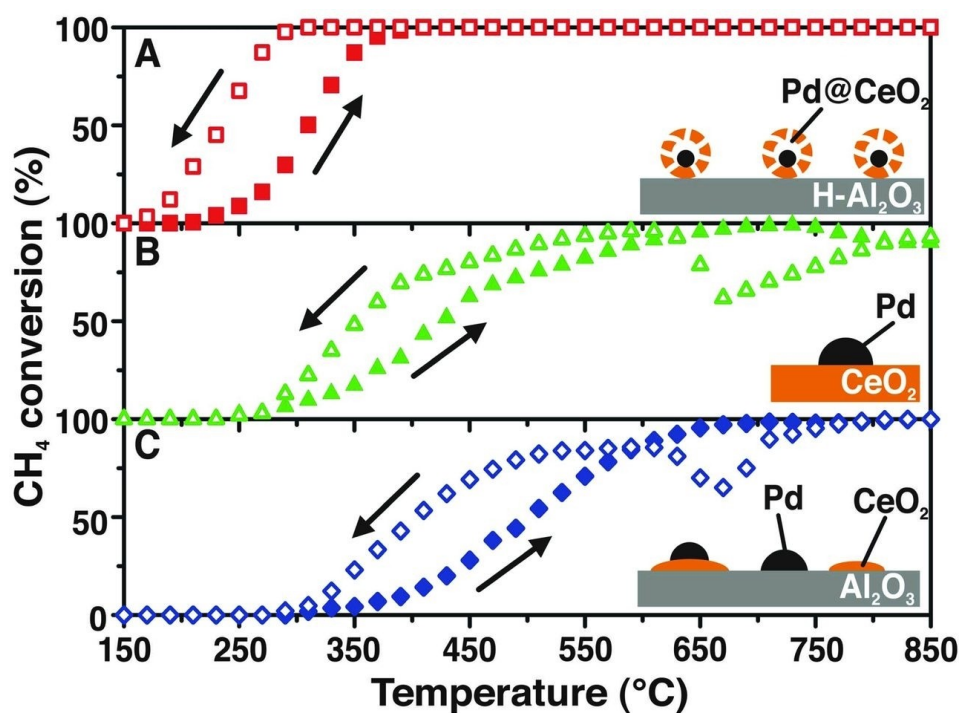 CH₄ conversion (%)
100
A
50
Pd@CeO₂
H-Al₂O₃
100
B
50
Pd
CeO₂
100
C
50
Pd
CeO₂
Al₂O₃
0
150 250 350 450 550 650 750 850
Temperature (°C)